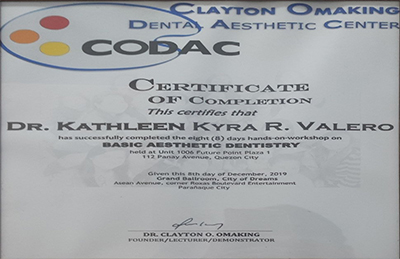 CLAYTON OMAKING
DENTAL AESTHETIC CENTER
CODAC
CERTIFICATE
OF COMPLETION
This certifies that
DR. KATHLEEN KYRA R. VALERO
has successfully completed the eight (8) days hands-on-workshop on
BASIC AESTHETIC DENTISTRY
held at Unit 1006 Future Point Plaza 1
112 Panay Avenue, Quezon City
Given this 8th day of December, 2019
Grand Ballroom, City of Dreams
Asean Avenue, corner Roxas Boulevard Entertainment
Parañaque City
DR. CLAYTON O. OMAKING
FOUNDER/LECTURER/DEMONSTRATOR